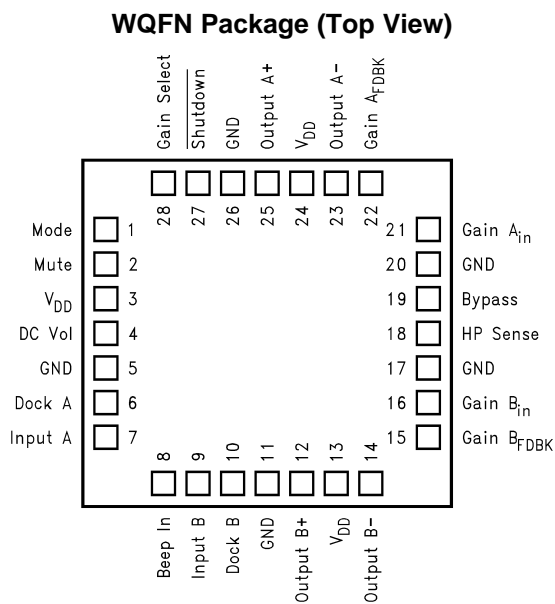 WQFN Package (Top View)
Gain Select
Shutdown
GND
Output A+
VDD
Output A-
Gain AFDBK
28 27 26 25 24 23 22
Mode 1
Mute 2
VDD 3
DC Vol 4
GND 5
Dock A 6
Input A 7
21 Gain Ain
20 GND
19 Bypass
18 HP Sense
17 GND
16 Gain Bin
15 Gain BFDBK
8 9 10 11 12 13 14
Beep In
Input B
Dock B
GND
Output B+
VDD
Output B-